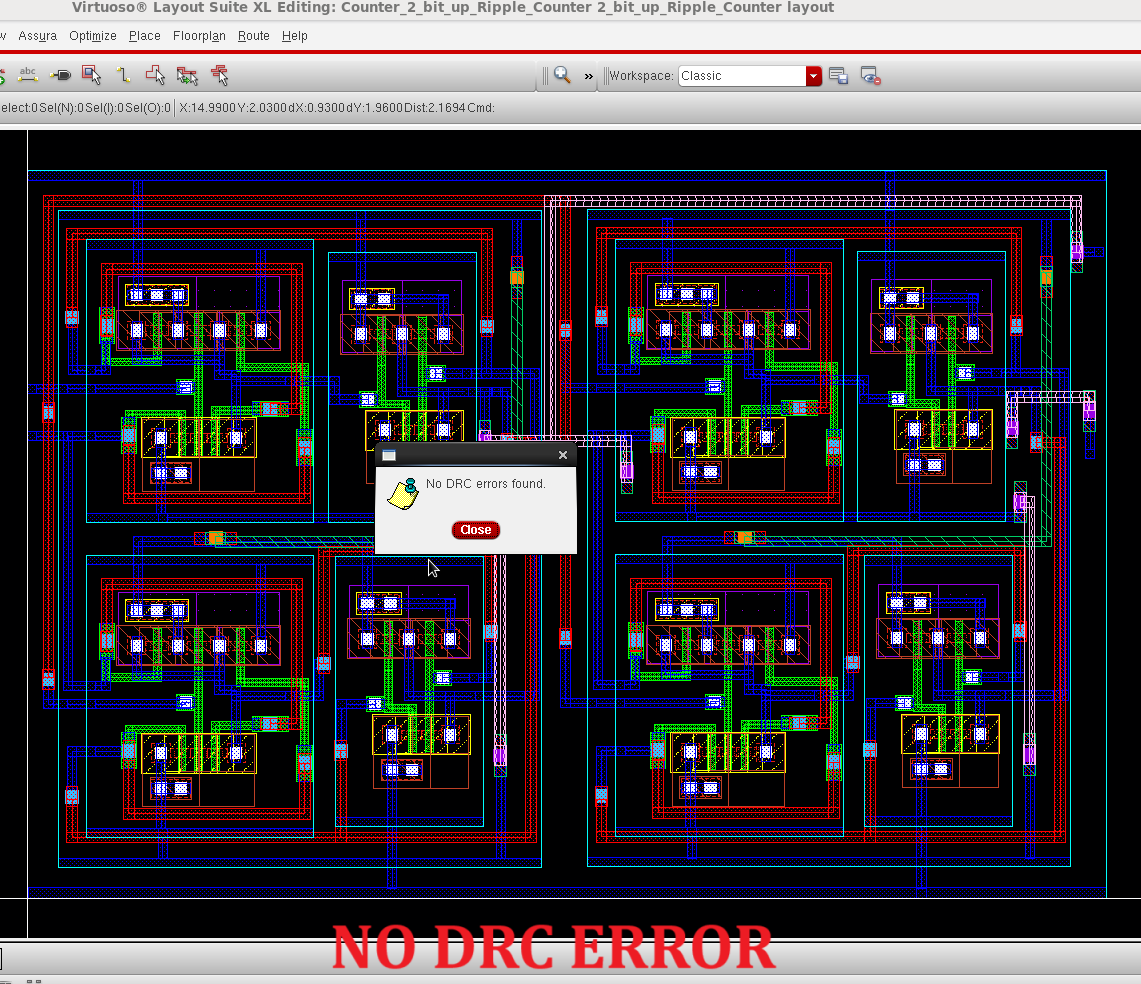 Virtuoso® Layout Suite XL Editing: Counter_2_bit_up_Ripple_Counter 2_bit_up_Ripple_Counter layout
w Assura Optimize Place Floorplan Route Help
abc » Workspace: Classic
elect:0 Sel(N):0 Sel(I):0 Sel(O):0 X:14.9900 Y:2.0300 dX:0.9300 dY:1.9600 Dist:2.1694 Cmd:
No DRC errors found.
Close
NO DRC ERROR